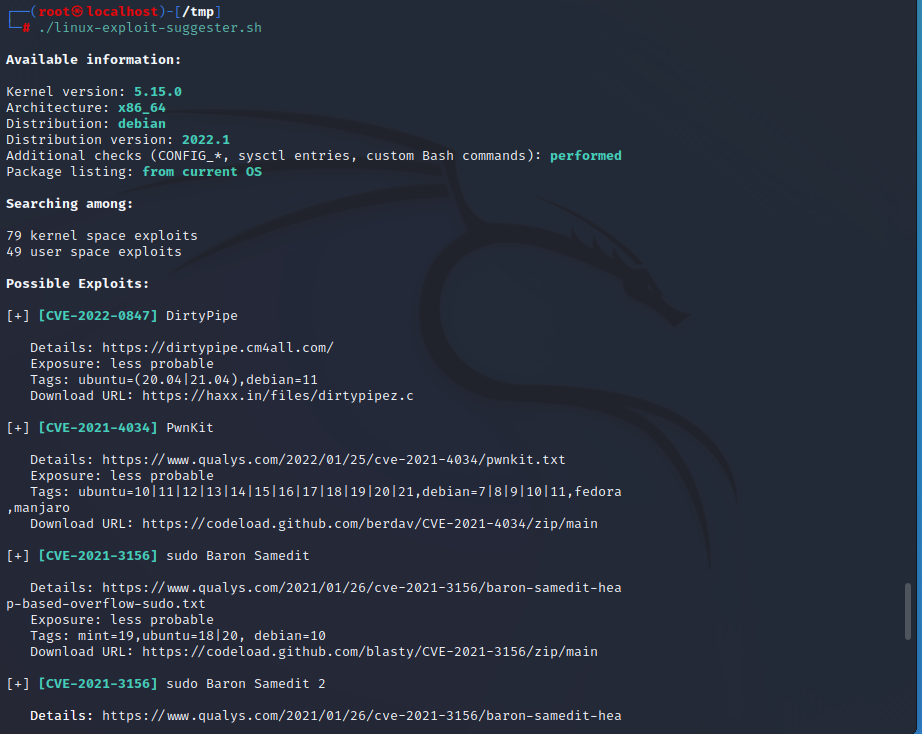 ┌──(root㉿localhost)-[/tmp]
└─# ./linux-exploit-suggester.sh
Available information:
Kernel version: 5.15.0
Architecture: x86_64
Distribution: debian
Distribution version: 2022.1
Additional checks (CONFIG_*, sysctl entries, custom Bash commands): performed
Package listing: from current OS
Searching among:
79 kernel space exploits
49 user space exploits
Possible Exploits:
[+] [CVE-2022-0847] DirtyPipe
   Details: https://dirtypipe.cm4all.com/
   Exposure: less probable
   Tags: ubuntu=(20.04|21.04),debian=11
   Download URL: https://haxx.in/files/dirtypipez.c
[+] [CVE-2021-4034] PwnKit
   Details: https://www.qualys.com/2022/01/25/cve-2021-4034/pwnkit.txt
   Exposure: less probable
   Tags: ubuntu=10|11|12|13|14|15|16|17|18|19|20|21,debian=7|8|9|10|11,fedora
,manjaro
   Download URL: https://codeload.github.com/berdav/CVE-2021-4034/zip/main
[+] [CVE-2021-3156] sudo Baron Samedit
   Details: https://www.qualys.com/2021/01/26/cve-2021-3156/baron-samedit-hea
p-based-overflow-sudo.txt
   Exposure: less probable
   Tags: mint=19,ubuntu=18|20, debian=10
   Download URL: https://codeload.github.com/blasty/CVE-2021-3156/zip/main
[+] [CVE-2021-3156] sudo Baron Samedit 2
   Details: https://www.qualys.com/2021/01/26/cve-2021-3156/baron-samedit-hea